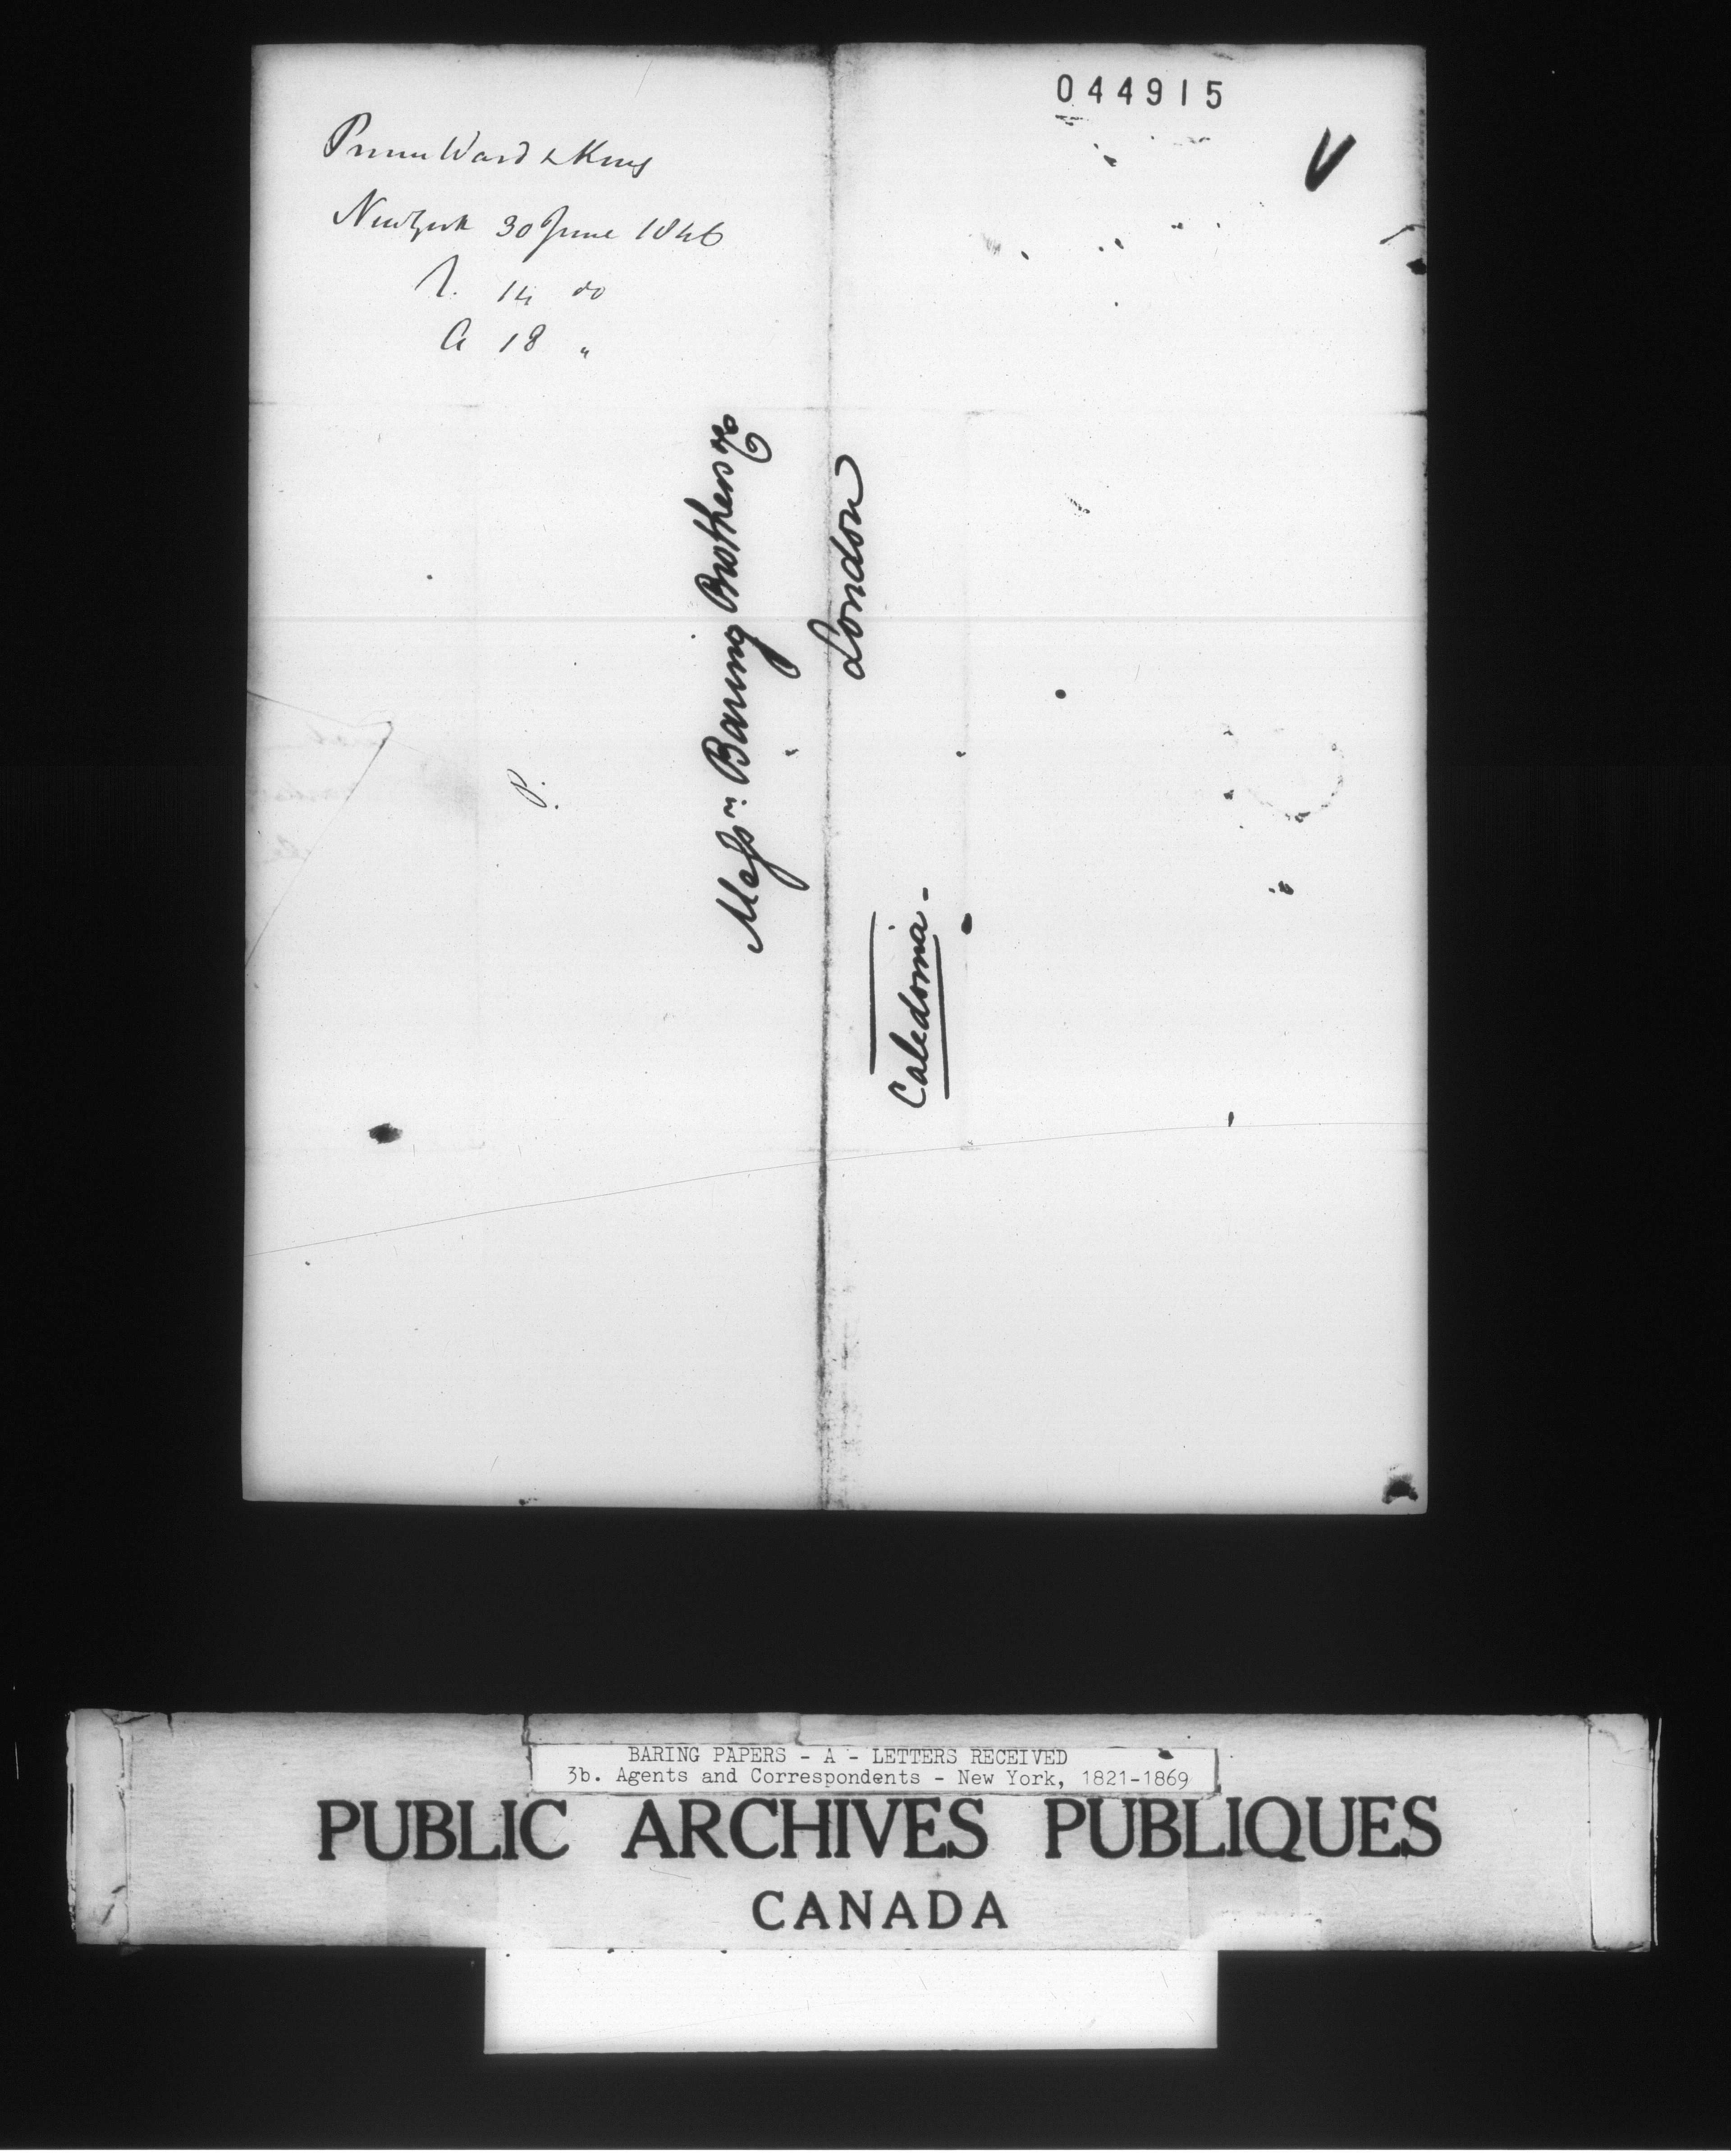 044915
V
Prime Ward & King
New York 30 June 1846
R. 14 do
A 18 "
P.
Messrs. Baring Brothers & Co
London
Caledonia.-
BARING PAPERS - A - LETTERS RECEIVED
3b. Agents and Correspondents - New York, 1821-1869
PUBLIC ARCHIVES PUBLIQUES
CANADA